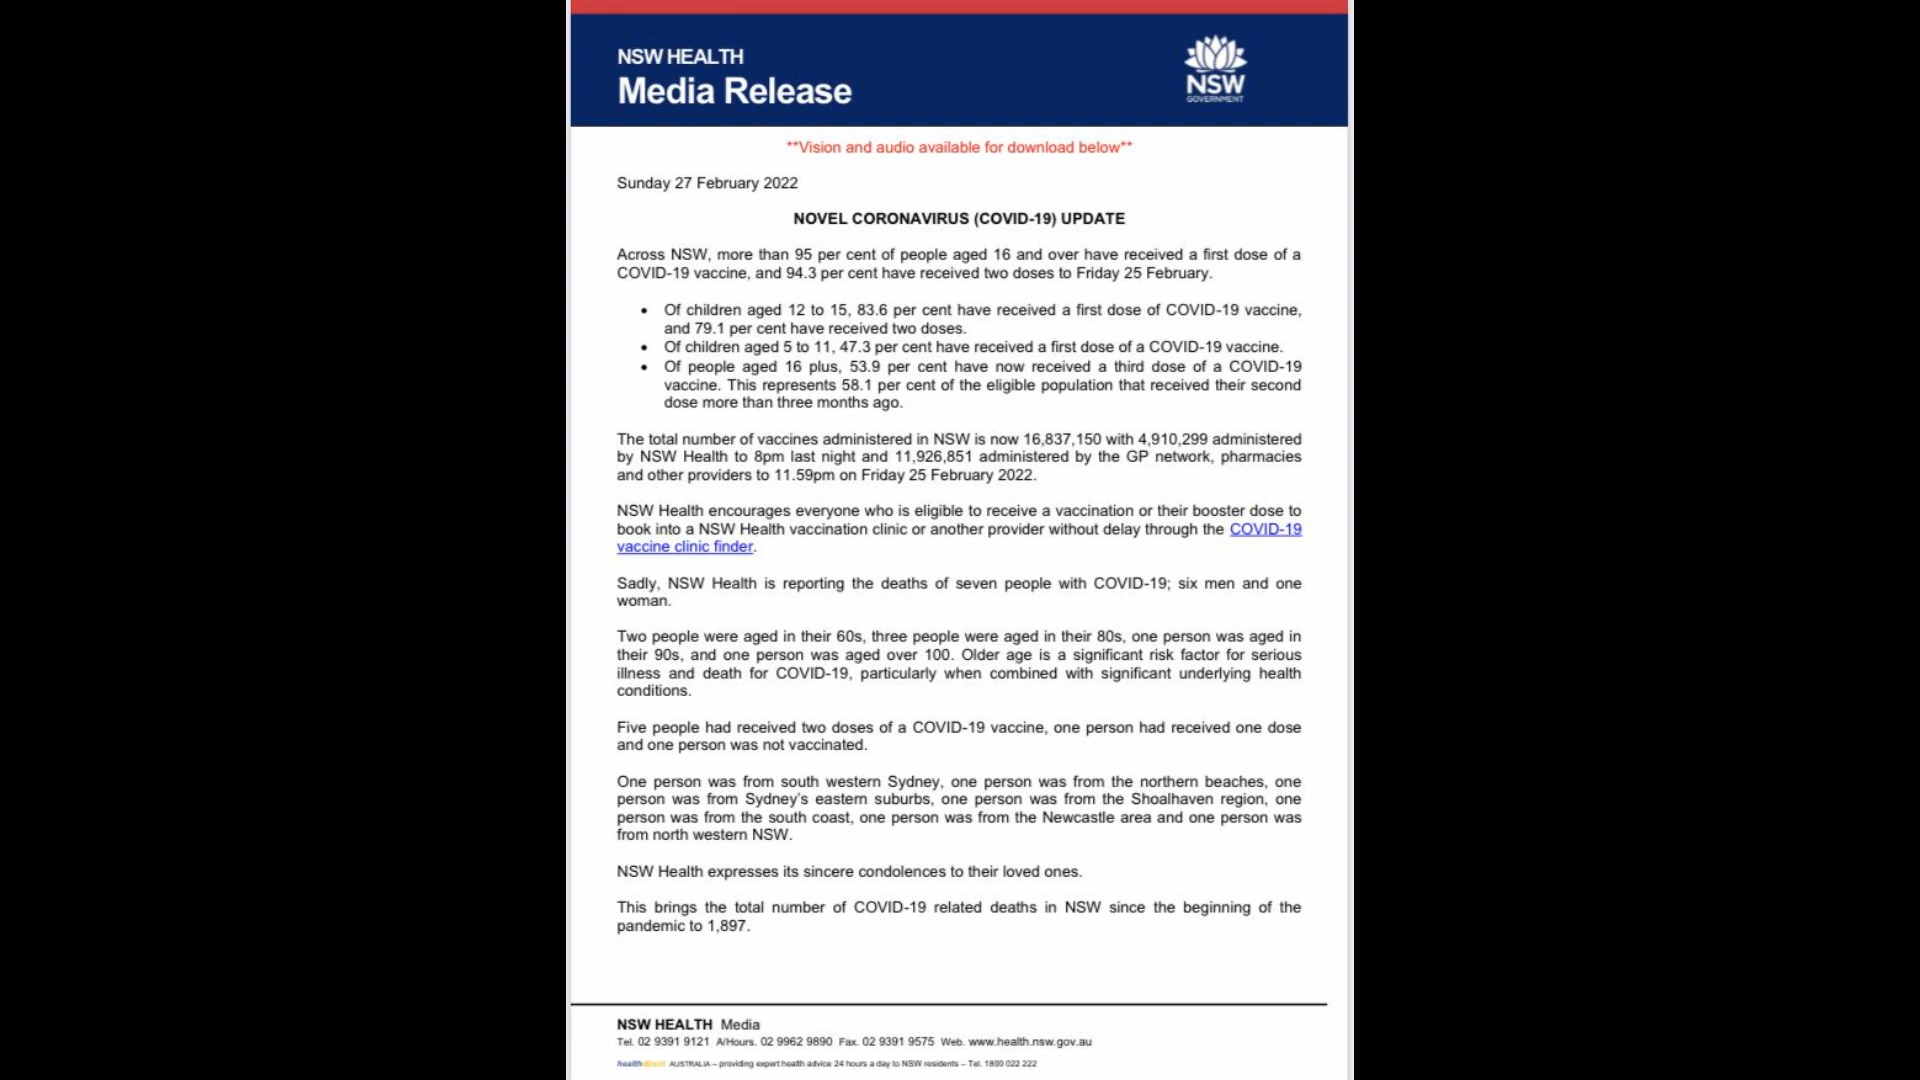 NSW HEALTH
Media Release
NSW
GOVERNMENT
**Vision and audio available for download below**
Sunday 27 February 2022
NOVEL CORONAVIRUS (COVID-19) UPDATE
Across NSW, more than 95 per cent of people aged 16 and over have received a first dose of a
COVID-19 vaccine, and 94.3 per cent have received two doses to Friday 25 February.
• Of children aged 12 to 15, 83.6 per cent have received a first dose of COVID-19 vaccine,
and 79.1 per cent have received two doses.
• Of children aged 5 to 11, 47.3 per cent have received a first dose of a COVID-19 vaccine.
• Of people aged 16 plus, 53.9 per cent have now received a third dose of a COVID-19
vaccine. This represents 58.1 per cent of the eligible population that received their second
dose more than three months ago.
The total number of vaccines administered in NSW is now 16,837,150 with 4,910,299 administered
by NSW Health to 8pm last night and 11,926,851 administered by the GP network, pharmacies
and other providers to 11.59pm on Friday 25 February 2022.
NSW Health encourages everyone who is eligible to receive a vaccination or their booster dose to
book into a NSW Health vaccination clinic or another provider without delay through the COVID-19
vaccine clinic finder.
Sadly, NSW Health is reporting the deaths of seven people with COVID-19; six men and one
woman.
Two people were aged in their 60s, three people were aged in their 80s, one person was aged in
their 90s, and one person was aged over 100. Older age is a significant risk factor for serious
illness and death for COVID-19, particularly when combined with significant underlying health
conditions.
Five people had received two doses of a COVID-19 vaccine, one person had received one dose
and one person was not vaccinated.
One person was from south western Sydney, one person was from the northern beaches, one
person was from Sydney's eastern suburbs, one person was from the Shoalhaven region, one
person was from the south coast, one person was from the Newcastle area and one person was
from north western NSW.
NSW Health expresses its sincere condolences to their loved ones.
This brings the total number of COVID-19 related deaths in NSW since the beginning of the
pandemic to 1,897.
NSW HEALTH Media
Tel. 02 9391 9121 A/Hours. 02 9962 9890 Fax. 02 9391 9575 Web. www.health.nsw.gov.au
healthdirect AUSTRALIA – providing expert health advice 24 hours a day to NSW residents – Tel. 1800 022 222